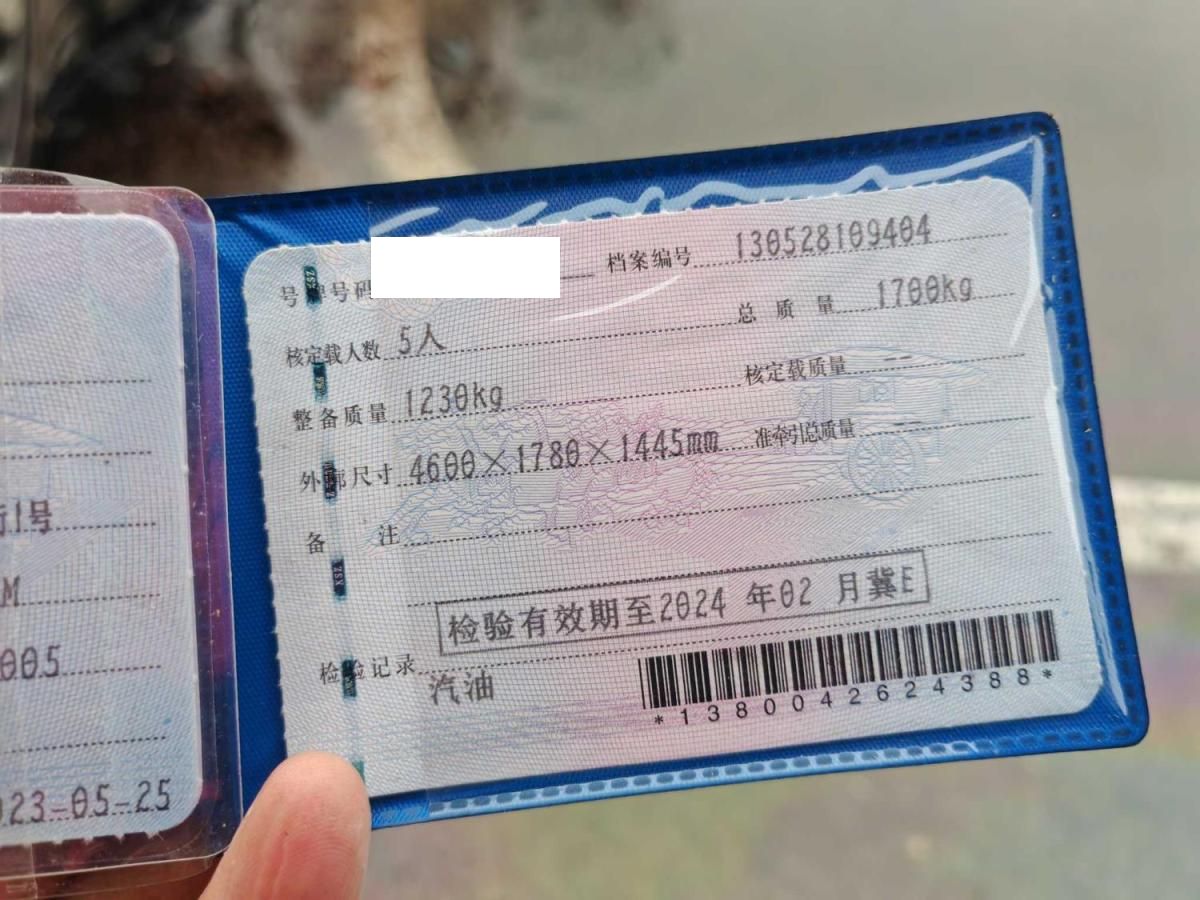 号牌号码 档案编号 130528109404
核定载人数 5人 总质量 1700kg
整备质量 1230kg 核定载质量 --
外廓尺寸 4600×1780×1445mm 准牵引总质量 --
备注
检验有效期至2024年02月冀E
检验记录
汽油
*1380042624388*
街1号
M
005
023-05-25